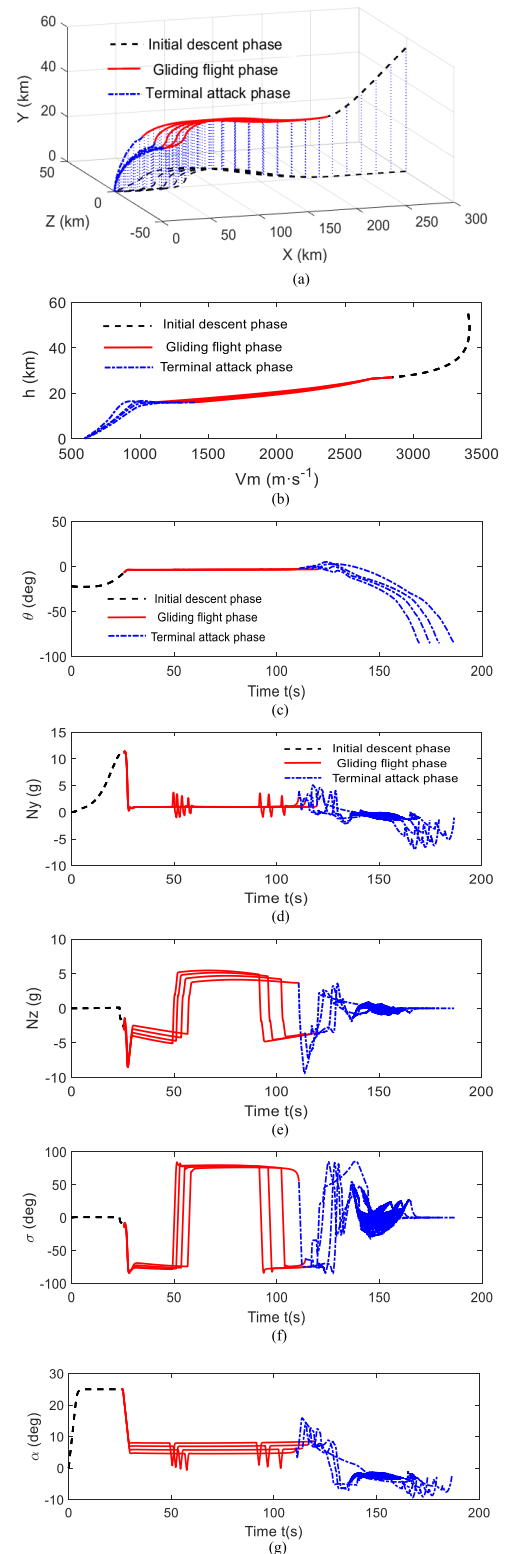 60
40
20
0
Y (km)
Initial descent phase
Gliding flight phase
Terminal attack phase
50
0
-50
Z (km)
0
50
100
150
200
250
300
X (km)
(a)
60
40
20
0
h (km)
Initial descent phase
Gliding flight phase
Terminal attack phase
500 1000 1500 2000 2500 3000 3500
Vm (m·s⁻¹)
(b)
50
0
-50
-100
θ (deg)
Initial descent phase
Gliding flight phase
Terminal attack phase
0 50 100 150 200
Time t(s)
(c)
15
10
5
0
-5
-10
Ny (g)
Initial descent phase
Gliding flight phase
Terminal attack phase
0 50 100 150 200
Time t(s)
(d)
10
5
0
-5
-10
Nz (g)
0 50 100 150 200
Time t(s)
(e)
100
50
0
-50
-100
σ (deg)
0 50 100 150 200
Time t(s)
(f)
30
20
10
0
-10
α (deg)
0 50 100 150 200
Time t(s)
(g)